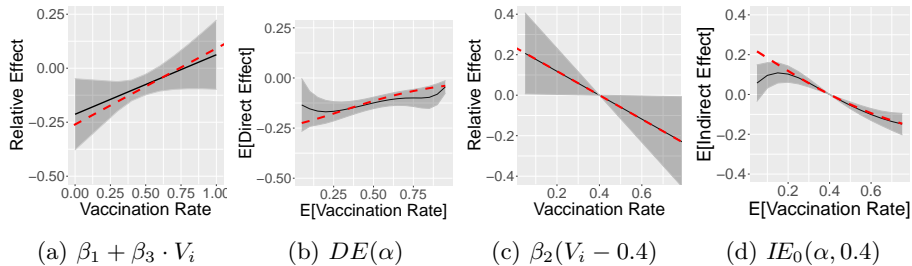 Relative Effect
0.00
-0.25
-0.50
0.00 0.25 0.50 0.75 1.00
Vaccination Rate
(a) β₁ + β₃ · Vᵢ
E[Direct Effect]
0.00
-0.25
-0.50
0.25 0.50 0.75
E[Vaccination Rate]
(b) DE(α)
Relative Effect
0.4
0.2
0.0
-0.2
-0.4
0.2 0.4 0.6
Vaccination Rate
(c) β₂(Vᵢ − 0.4)
E[Indirect Effect]
0.4
0.2
0.0
-0.2
-0.4
0.2 0.4 0.6
E[Vaccination Rate]
(d) IE₀(α, 0.4)